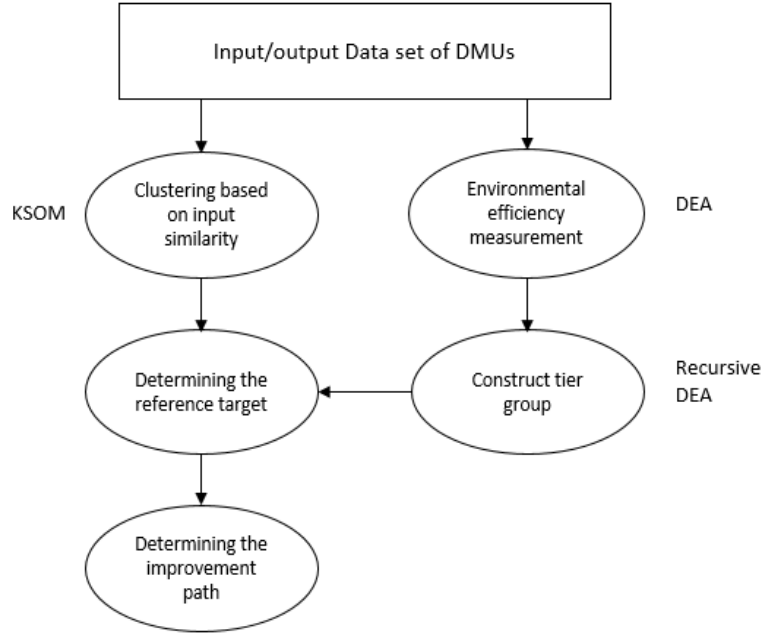 Input/output Data set of DMUs
KSOM
Clustering based
on input
similarity
Environmental
efficiency
measurement
DEA
Determining the
reference target
Construct tier
group
Recursive
DEA
Determining the
improvement
path